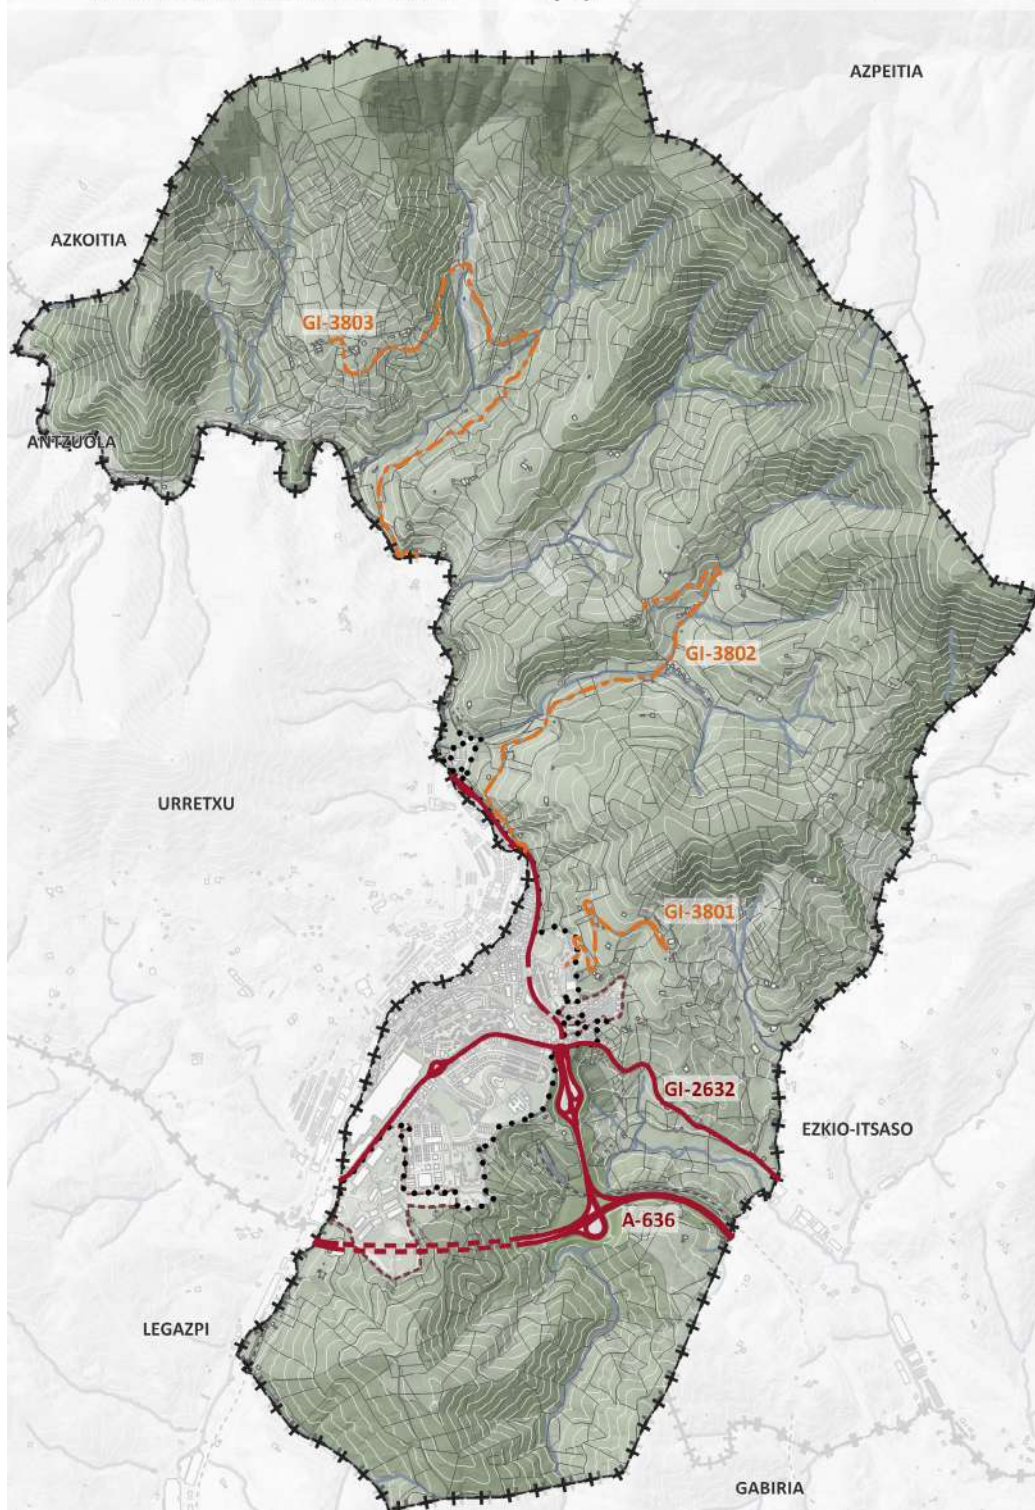 AZPEITIA
AZKOITIA
GI-3803
ANTZUOLA
GI-3802
URRETXU
GI-3801
GI-2632
EZKIO-ITSASO
A-636
P
LEGAZPI
GABIRIA